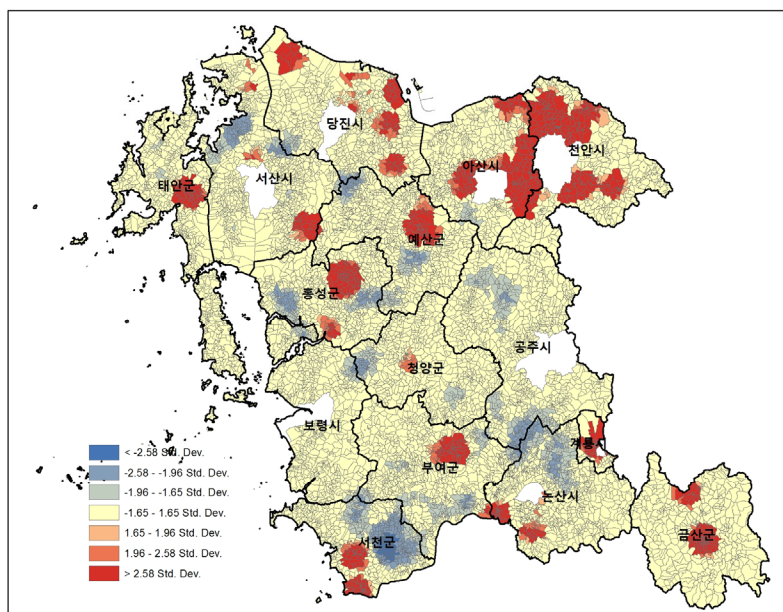 당진시
천안시
아산시
서산시
태안군
예산군
홍성군
공주시
청양군
보령시
계룡시
부여군
논산시
금산군
서천군
< -2.58 Std. Dev.
-2.58 - -1.96 Std. Dev.
-1.96 - -1.65 Std. Dev.
-1.65 - 1.65 Std. Dev.
1.65 - 1.96 Std. Dev.
1.96 - 2.58 Std. Dev.
> 2.58 Std. Dev.